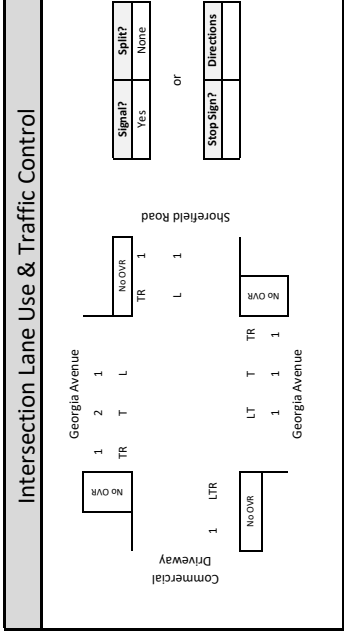 Intersection Lane Use & Traffic Control
Georgia Avenue
1 2 1
TR T L
No OVR
No OVR
TR 1
L 1
Shorefield Road
Signal? Split?
Yes None
or
Stop Sign? Directions
Commercial
Driveway
1 LTR
No OVR
LT T TR
1 1 1
No OVR
Georgia Avenue